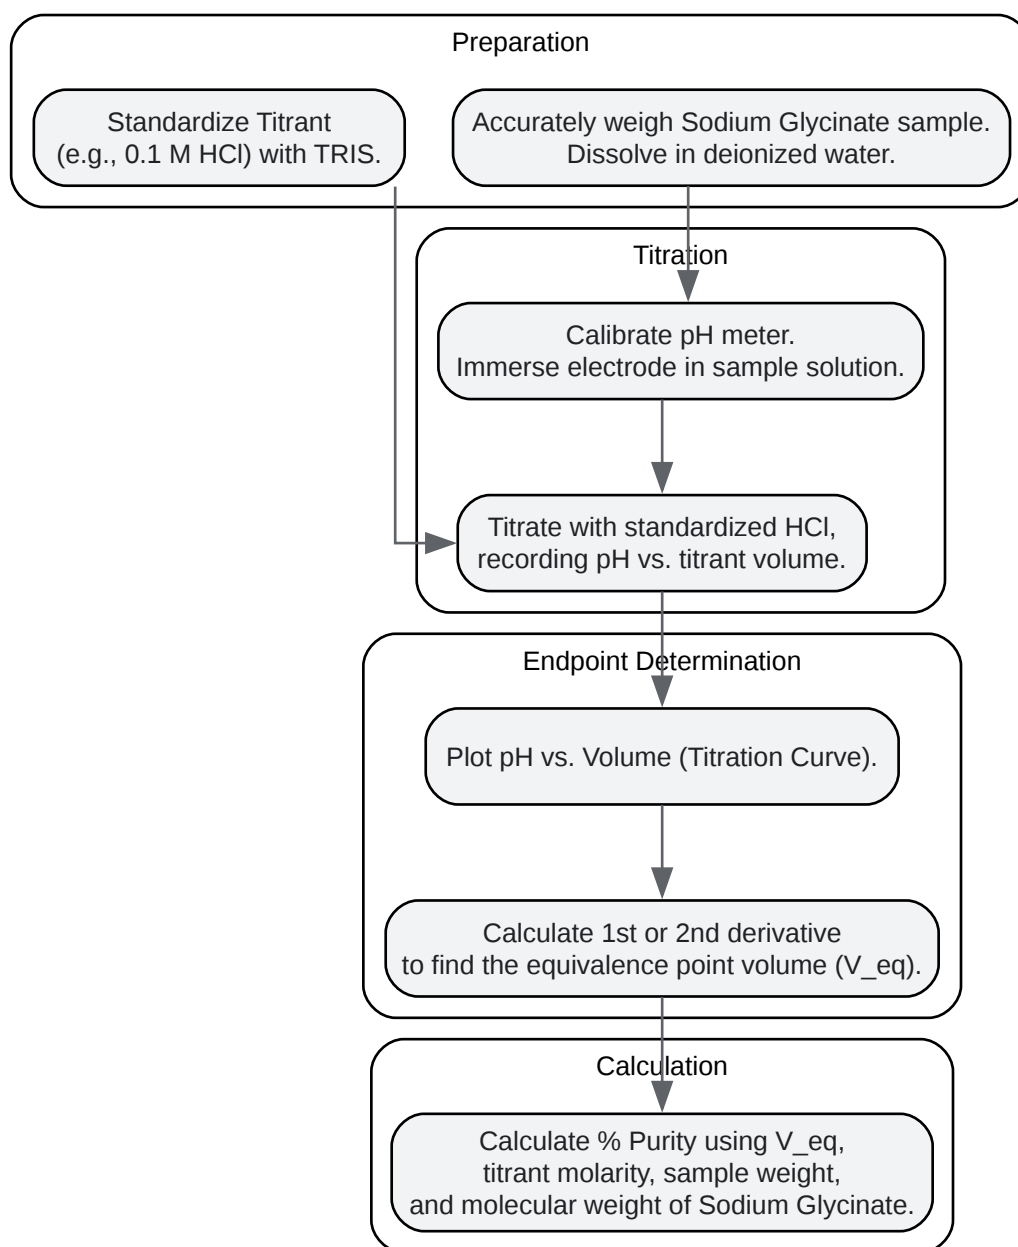 Preparation
Standardize Titrant
(e.g., 0.1 M HCl) with TRIS.
Accurately weigh Sodium Glycinate sample.
Dissolve in deionized water.
Titration
Calibrate pH meter.
Immerse electrode in sample solution.
Titrate with standardized HCl,
recording pH vs. titrant volume.
Endpoint Determination
Plot pH vs. Volume (Titration Curve).
Calculate 1st or 2nd derivative
to find the equivalence point volume (V_eq).
Calculation
Calculate % Purity using V_eq,
titrant molarity, sample weight,
and molecular weight of Sodium Glycinate.